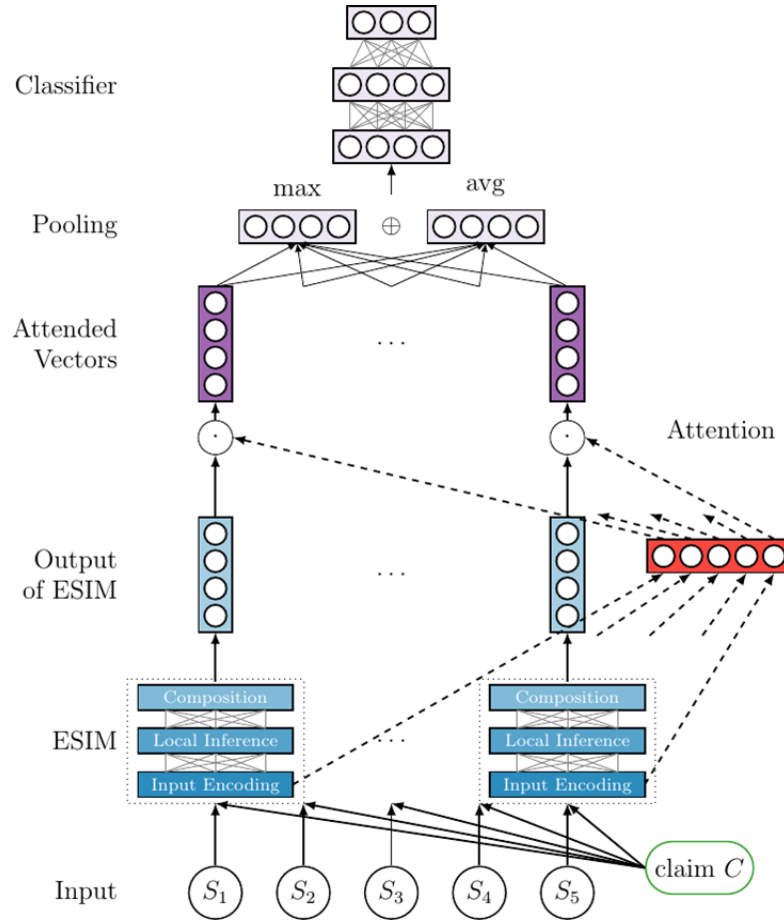 Classifier
max
avg
Pooling
⊕
Attended
Vectors
. . .
·
·
Attention
Output
of ESIM
. . .
Composition
Composition
ESIM
Local Inference
. . .
Local Inference
Input Encoding
Input Encoding
Input
S1
S2
S3
S4
S5
claim C